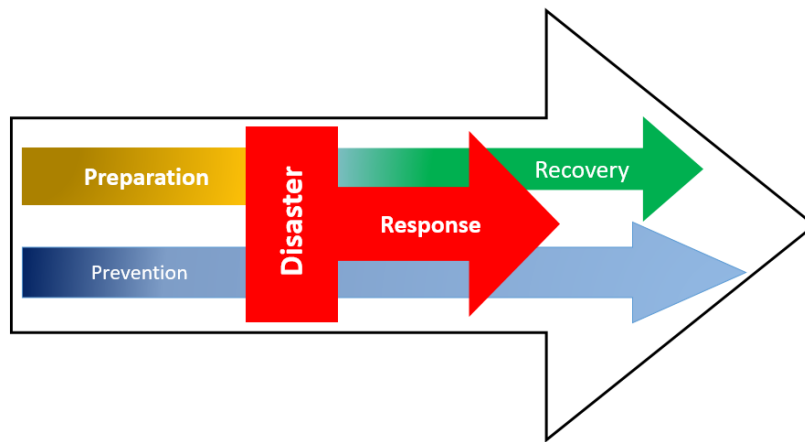 Preparation
Prevention
Disaster
Response
Recovery